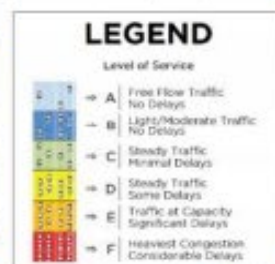 LEGEND
Level of Service
⇒ A Free Flow Traffic
No Delays
⇒ B Light/Moderate Traffic
No Delays
⇒ C Steady Traffic
Minimal Delays
⇒ D Steady Traffic
Some Delays
⇒ E Traffic at Capacity
Significant Delays
⇒ F Heaviest Congestion
Considerable Delays